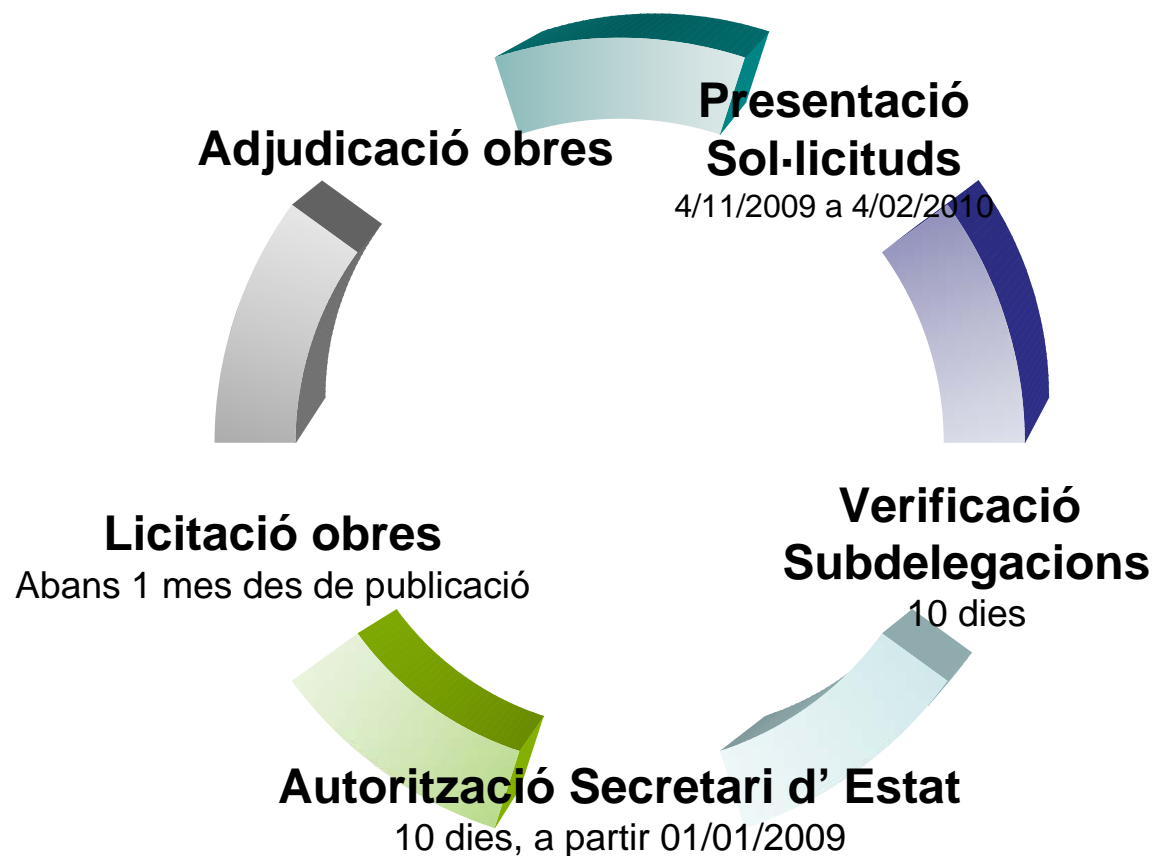 Presentació
Sol·licituds
4/11/2009 a 4/02/2010
Verificació
Subdelegacions
10 dies
Autorització Secretari d’ Estat
10 dies, a partir 01/01/2009
Licitació obres
Abans 1 mes des de publicació
Adjudicació obres